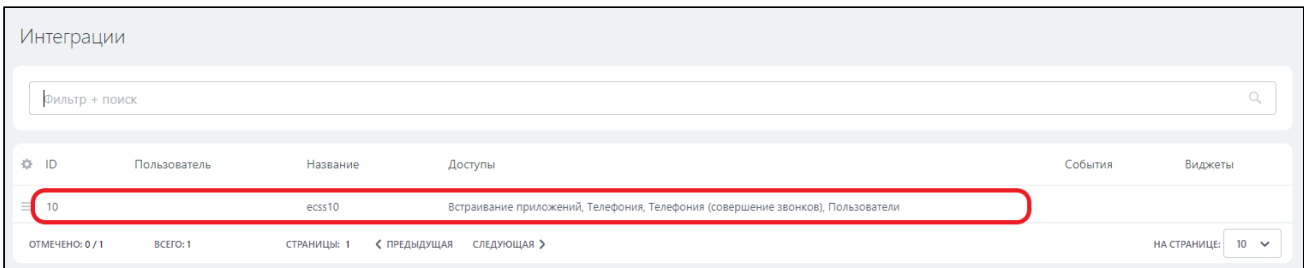 Интеграции
Фильтр + поиск
ID Пользователь Название Доступы События Виджеты
10 ecss10 Встраивание приложений, Телефония, Телефония (совершение звонков), Пользователи
ОТМЕЧЕНО: 0 / 1 ВСЕГО: 1 СТРАНИЦЫ: 1 ПРЕДЫДУЩАЯ СЛЕДУЮЩАЯ НА СТРАНИЦЕ: 10